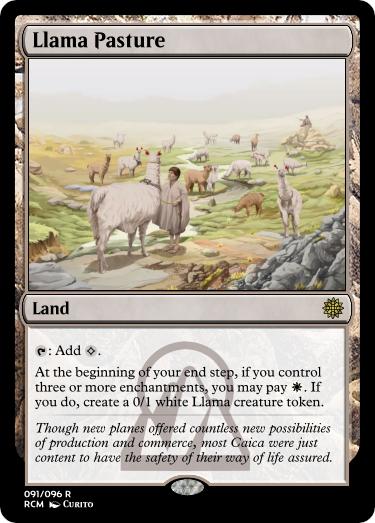 Llama Pasture
Land
: Add .
At the beginning of your end step, if you control
three or more enchantments, you may pay . If
you do, create a 0/1 white Llama creature token.
Though new planes offered countless new possibilities
of production and commerce, most Caica were just
content to have the safety of their way of life assured.
091/096 R
RCM Curito